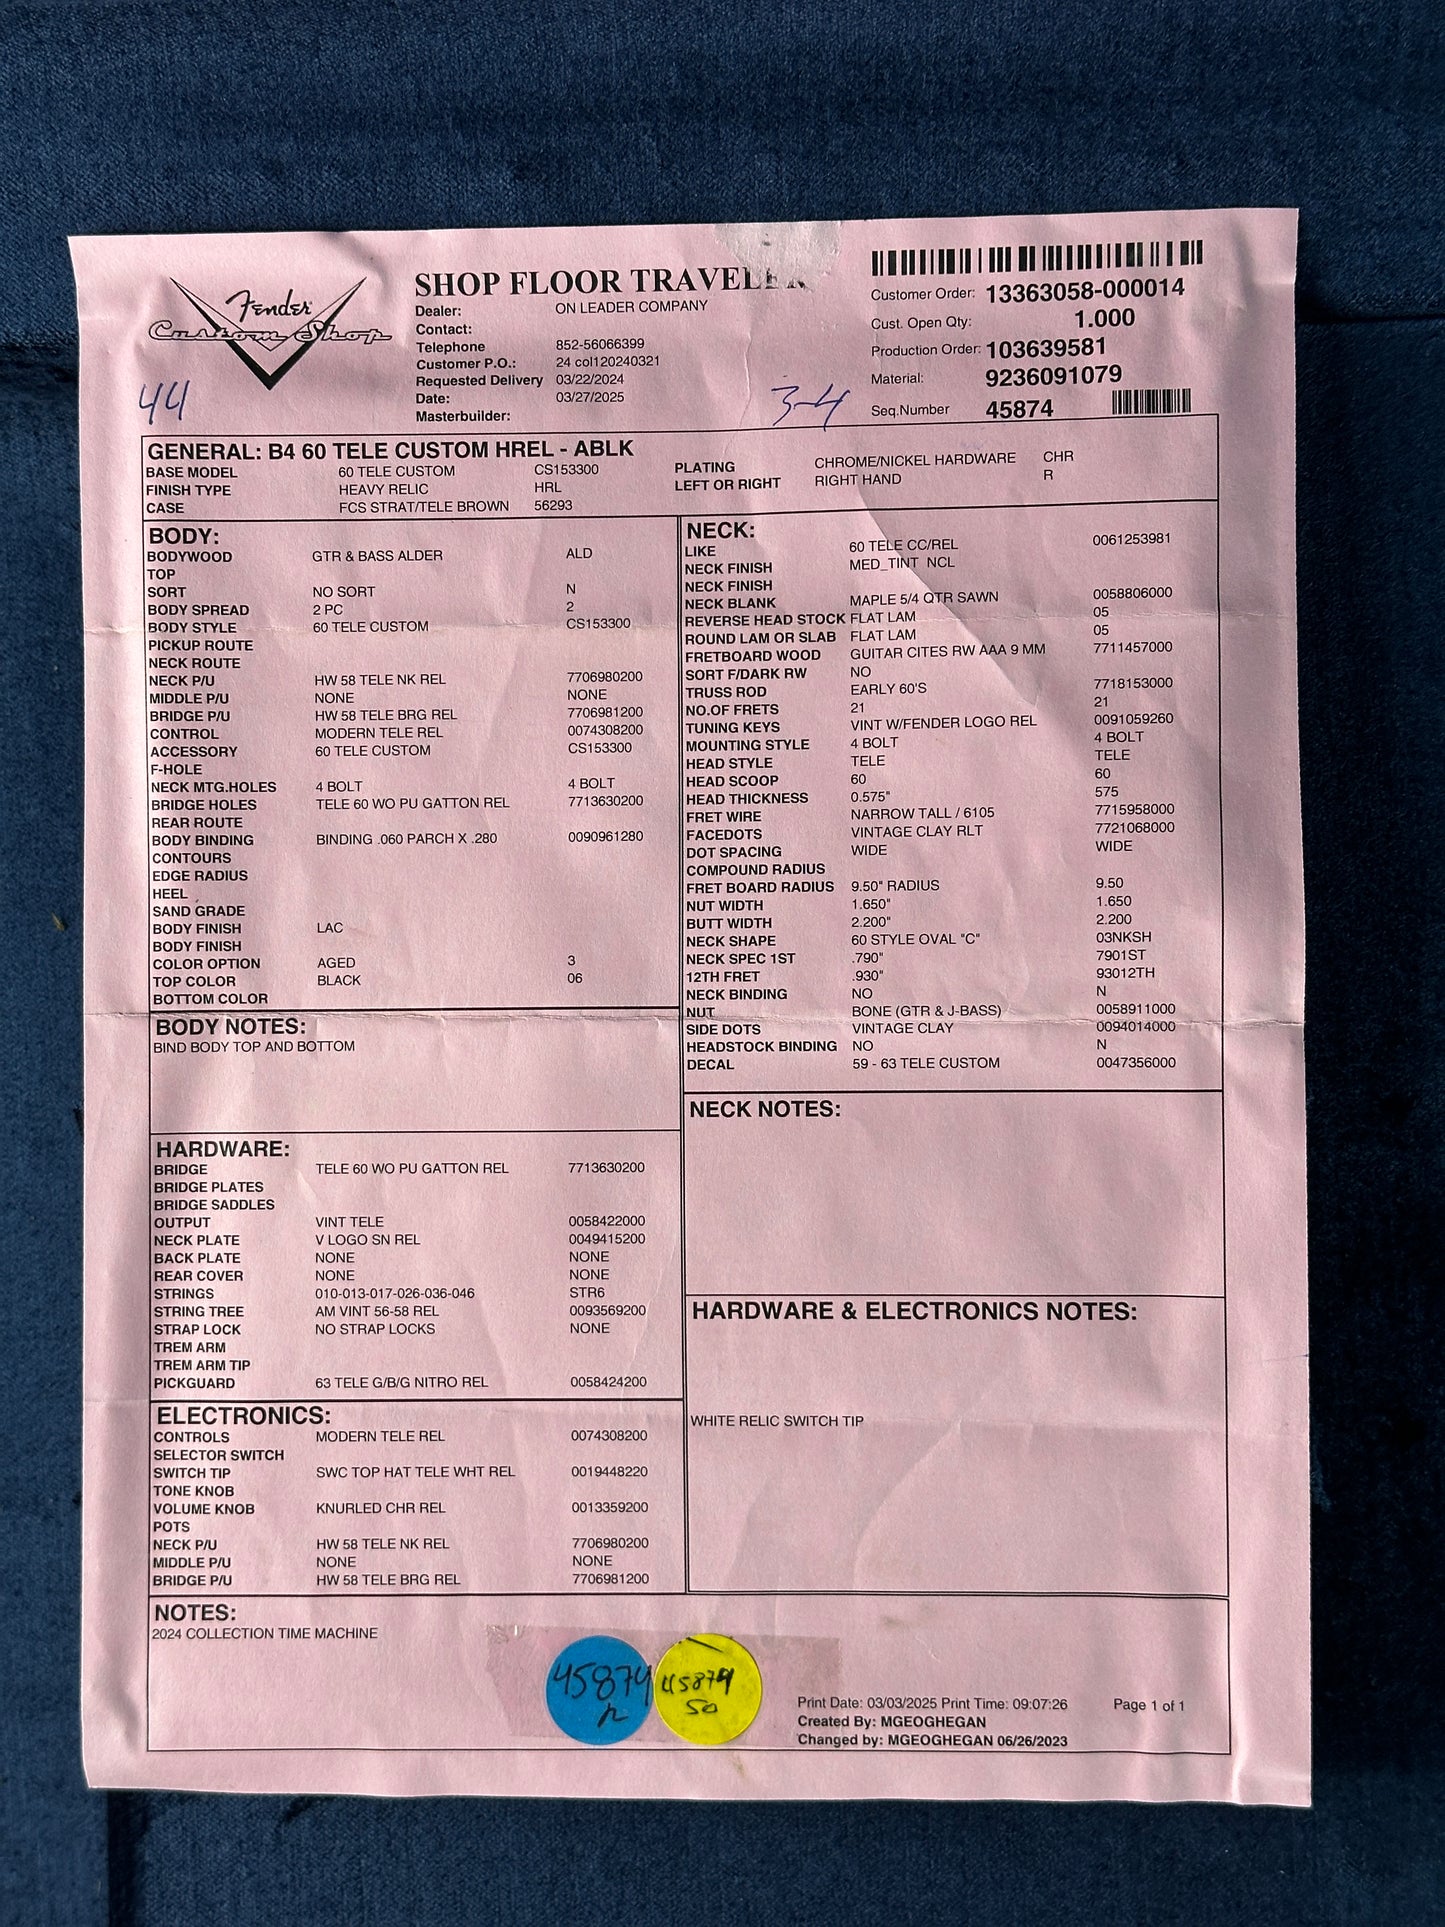 Fender
Custom Shop
44
SHOP FLOOR TRAVELER
Dealer: ON LEADER COMPANY
Contact:
Telephone 852-56066399
Customer P.O.: 24 col120240321
Requested Delivery 03/22/2024
Date: 03/27/2025
Masterbuilder:
3-4
Customer Order: 13363058-000014
Cust. Open Qty: 1.000
Production Order: 103639581
Material: 9236091079
Seq.Number 45874
GENERAL: B4 60 TELE CUSTOM HREL - ABLK
BASE MODEL 60 TELE CUSTOM CS153300
FINISH TYPE HEAVY RELIC HRL
CASE FCS STRAT/TELE BROWN 56293
PLATING CHROME/NICKEL HARDWARE CHR
LEFT OR RIGHT RIGHT HAND R
BODY:
BODYWOOD GTR & BASS ALDER ALD
TOP
SORT NO SORT N
BODY SPREAD 2 PC 2
BODY STYLE 60 TELE CUSTOM CS153300
PICKUP ROUTE
NECK ROUTE
NECK P/U HW 58 TELE NK REL 7706980200
MIDDLE P/U NONE NONE
BRIDGE P/U HW 58 TELE BRG REL 7706981200
CONTROL MODERN TELE REL 0074308200
ACCESSORY 60 TELE CUSTOM CS153300
F-HOLE
NECK MTG.HOLES 4 BOLT 4 BOLT
BRIDGE HOLES TELE 60 WO PU GATTON REL 7713630200
REAR ROUTE
BODY BINDING BINDING .060 PARCH X .280 0090961280
CONTOURS
EDGE RADIUS
HEEL
SAND GRADE
BODY FINISH LAC
BODY FINISH
COLOR OPTION AGED 3
TOP COLOR BLACK 06
BOTTOM COLOR
BODY NOTES:
BIND BODY TOP AND BOTTOM
HARDWARE:
BRIDGE TELE 60 WO PU GATTON REL 7713630200
BRIDGE PLATES
BRIDGE SADDLES
OUTPUT VINT TELE 0058422000
NECK PLATE V LOGO SN REL 0049415200
BACK PLATE NONE NONE
REAR COVER NONE NONE
STRINGS 010-013-017-026-036-046 STR6
STRING TREE AM VINT 56-58 REL 0093569200
STRAP LOCK NO STRAP LOCKS NONE
TREM ARM
TREM ARM TIP
PICKGUARD 63 TELE G/B/G NITRO REL 0058424200
ELECTRONICS:
CONTROLS MODERN TELE REL 0074308200
SELECTOR SWITCH
SWITCH TIP SWC TOP HAT TELE WHT REL 0019448220
TONE KNOB
VOLUME KNOB KNURLED CHR REL 0013359200
POTS
NECK P/U HW 58 TELE NK REL 7706980200
MIDDLE P/U NONE NONE
BRIDGE P/U HW 58 TELE BRG REL 7706981200
NECK:
LIKE 60 TELE CC/REL 0061253981
NECK FINISH MED_TINT NCL
NECK FINISH
NECK BLANK MAPLE 5/4 QTR SAWN 0058806000
REVERSE HEAD STOCK FLAT LAM 05
ROUND LAM OR SLAB FLAT LAM 05
FRETBOARD WOOD GUITAR CITES RW AAA 9 MM 7711457000
SORT F/DARK RW NO
TRUSS ROD EARLY 60'S 7718153000
NO.OF FRETS 21 21
TUNING KEYS VINT W/FENDER LOGO REL 0091059260
MOUNTING STYLE 4 BOLT 4 BOLT
HEAD STYLE TELE TELE
HEAD SCOOP 60 60
HEAD THICKNESS 0.575" 575
FRET WIRE NARROW TALL / 6105 7715958000
FACEDOTS VINTAGE CLAY RLT 7721068000
DOT SPACING WIDE WIDE
COMPOUND RADIUS
FRET BOARD RADIUS 9.50" RADIUS 9.50
NUT WIDTH 1.650" 1.650
BUTT WIDTH 2.200" 2.200
NECK SHAPE 60 STYLE OVAL "C" 03NKSH
NECK SPEC 1ST .790" 7901ST
12TH FRET .930" 93012TH
NECK BINDING NO N
NUT BONE (GTR & J-BASS) 0058911000
SIDE DOTS VINTAGE CLAY 0094014000
HEADSTOCK BINDING NO N
DECAL 59 - 63 TELE CUSTOM 0047356000
NECK NOTES:
HARDWARE & ELECTRONICS NOTES:
WHITE RELIC SWITCH TIP
NOTES:
2024 COLLECTION TIME MACHINE
45874
45874
50
Print Date: 03/03/2025 Print Time: 09:07:26 Page 1 of 1
Created By: MGEOGHEGAN
Changed by: MGEOGHEGAN 06/26/2023